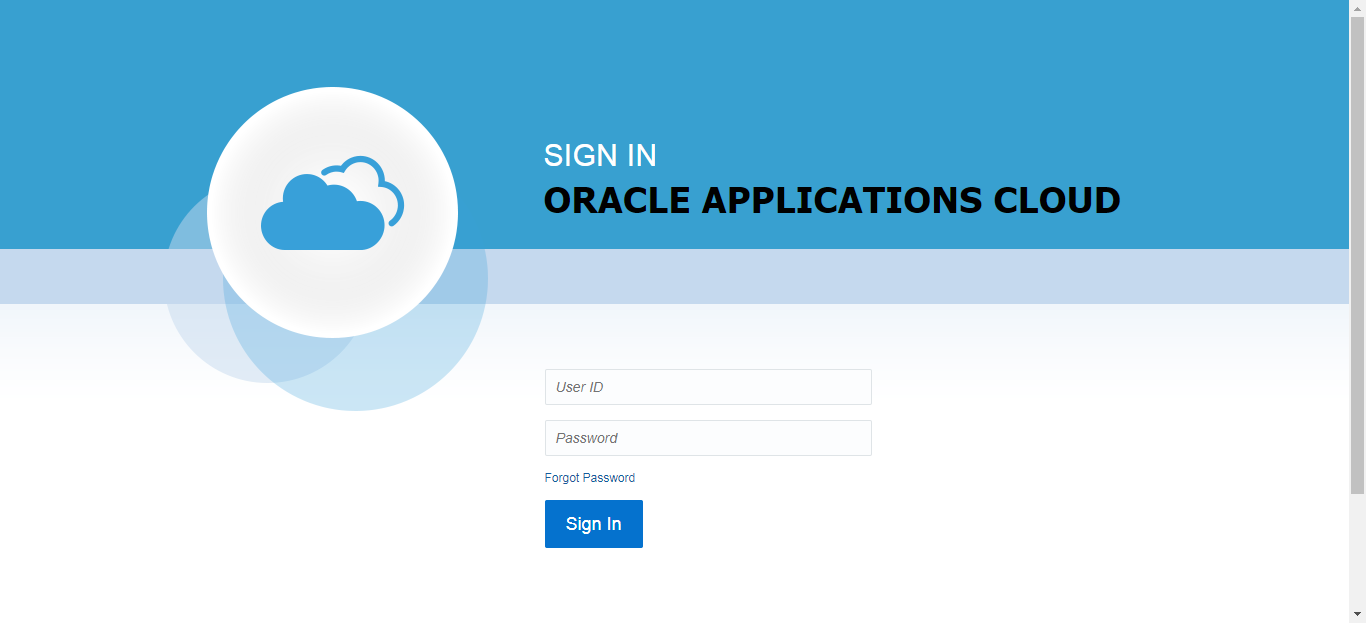 SIGN IN
ORACLE APPLICATIONS CLOUD
User ID
Password
Forgot Password
Sign In